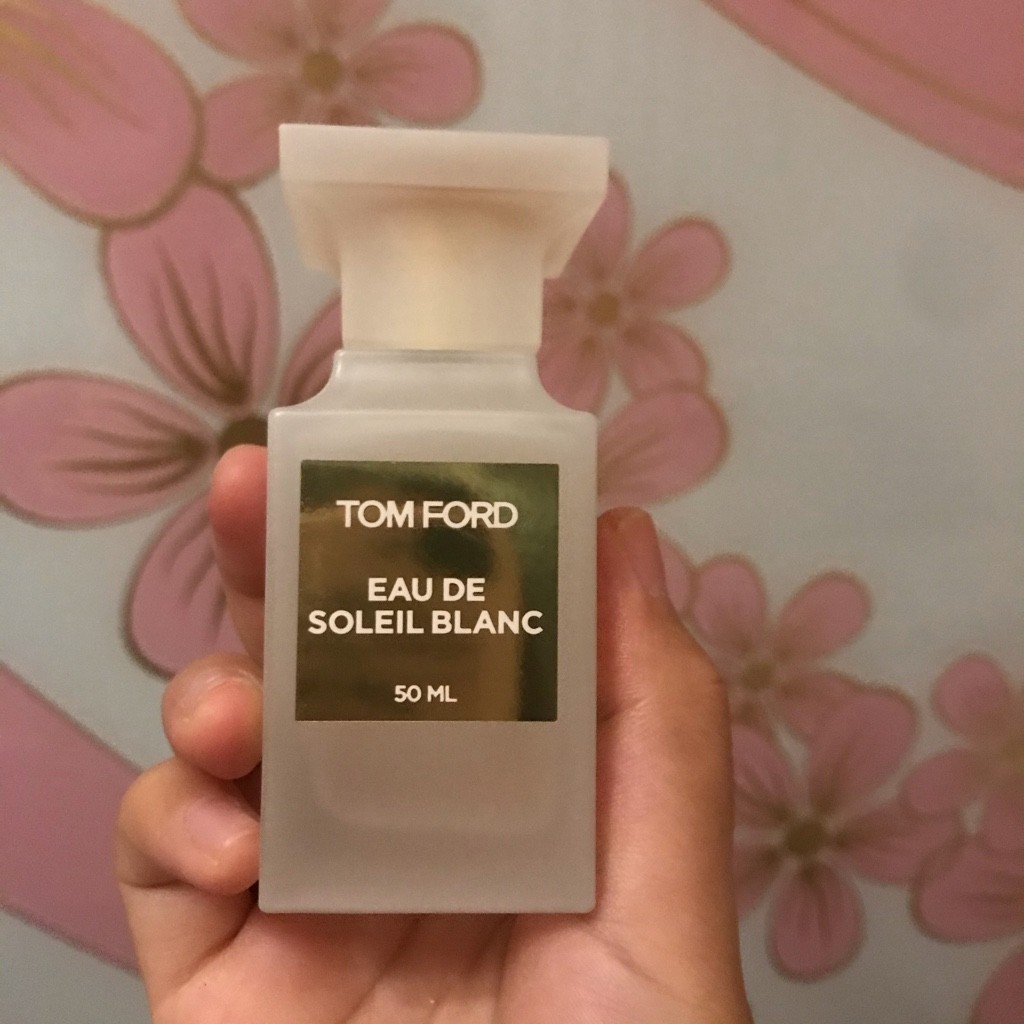 TOM FORD
EAU DE
SOLEIL BLANC
50 ML